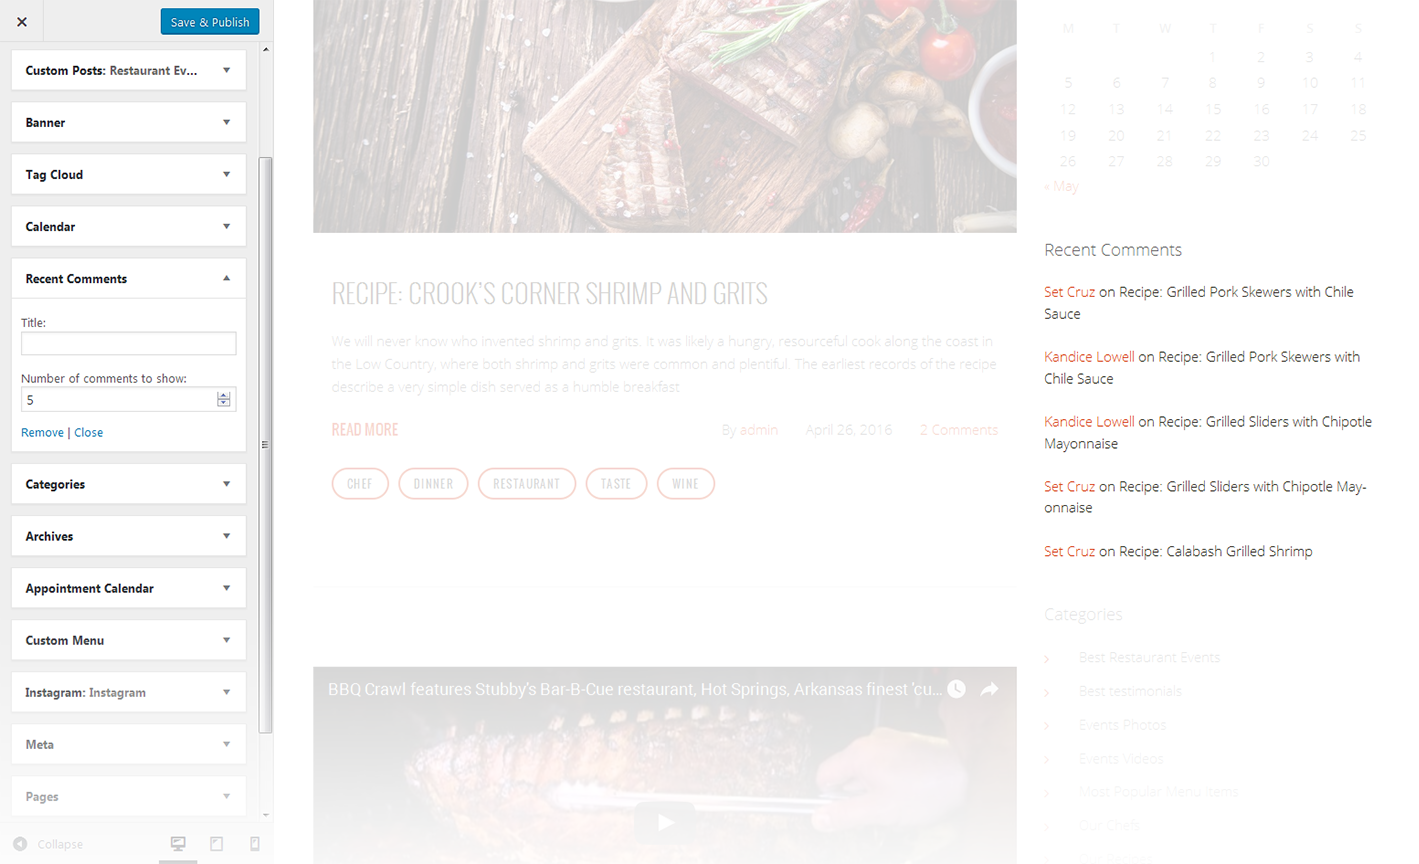 Save & Publish
Custom Posts: Restaurant Ev...
Banner
Tag Cloud
Calendar
Recent Comments
Title:
Number of comments to show:
5
Remove | Close
Categories
Archives
Appointment Calendar
Custom Menu
Instagram: Instagram
Meta
Pages
Collapse
RECIPE: CROOK'S CORNER SHRIMP AND GRITS
We will never know who invented shrimp and grits. It was likely a hungry, resourceful cook along the coast in
the Low Country, where both shrimp and grits were common and plentiful. The earliest records of the recipe
describe a very simple dish served as a humble breakfast
READ MORE
By admin
April 26, 2016
2 Comments
CHEF
DINNER
RESTAURANT
TASTE
WINE
BBQ Crawl features Stubby's Bar-B-Cue restaurant, Hot Springs, Arkansas finest 'cu...
M T W T F S S
1 2 3 4
5 6 7 8 9 10 11
12 13 14 15 16 17 18
19 20 21 22 23 24 25
26 27 28 29 30
« May
Recent Comments
Set Cruz on Recipe: Grilled Pork Skewers with Chile
Sauce
Kandice Lowell on Recipe: Grilled Pork Skewers with
Chile Sauce
Kandice Lowell on Recipe: Grilled Sliders with Chipotle
Mayonnaise
Set Cruz on Recipe: Grilled Sliders with Chipotle May-
onnaise
Set Cruz on Recipe: Calabash Grilled Shrimp
Categories
Best Restaurant Events
Best testimonials
Events Photos
Events Videos
Most Popular Menu Items
Our Chefs